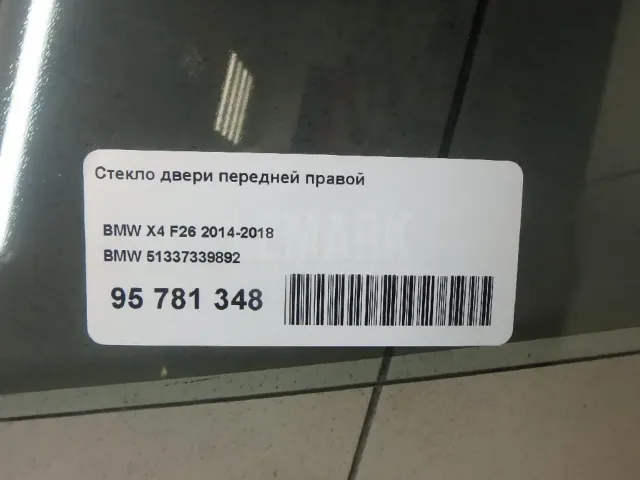 Стекло двери передней правой
BMW X4 F26 2014-2018
BMW 51337339892
95 781 348